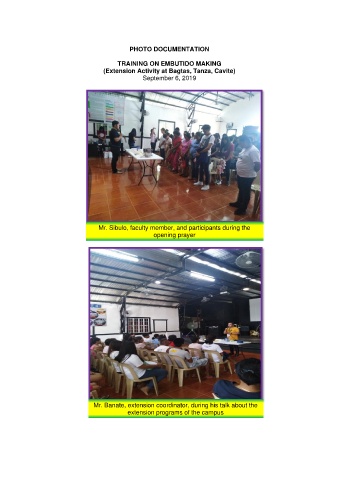 PHOTO DOCUMENTATION
TRAINING ON EMBUTIDO MAKING
(Extension Activity at Bagtas, Tanza, Cavite)
September 6, 2019
Mr. Sibulo, faculty member, and participants during the
opening prayer
Mr. Banate, extension coordinator, during his talk about the
extension programs of the campus